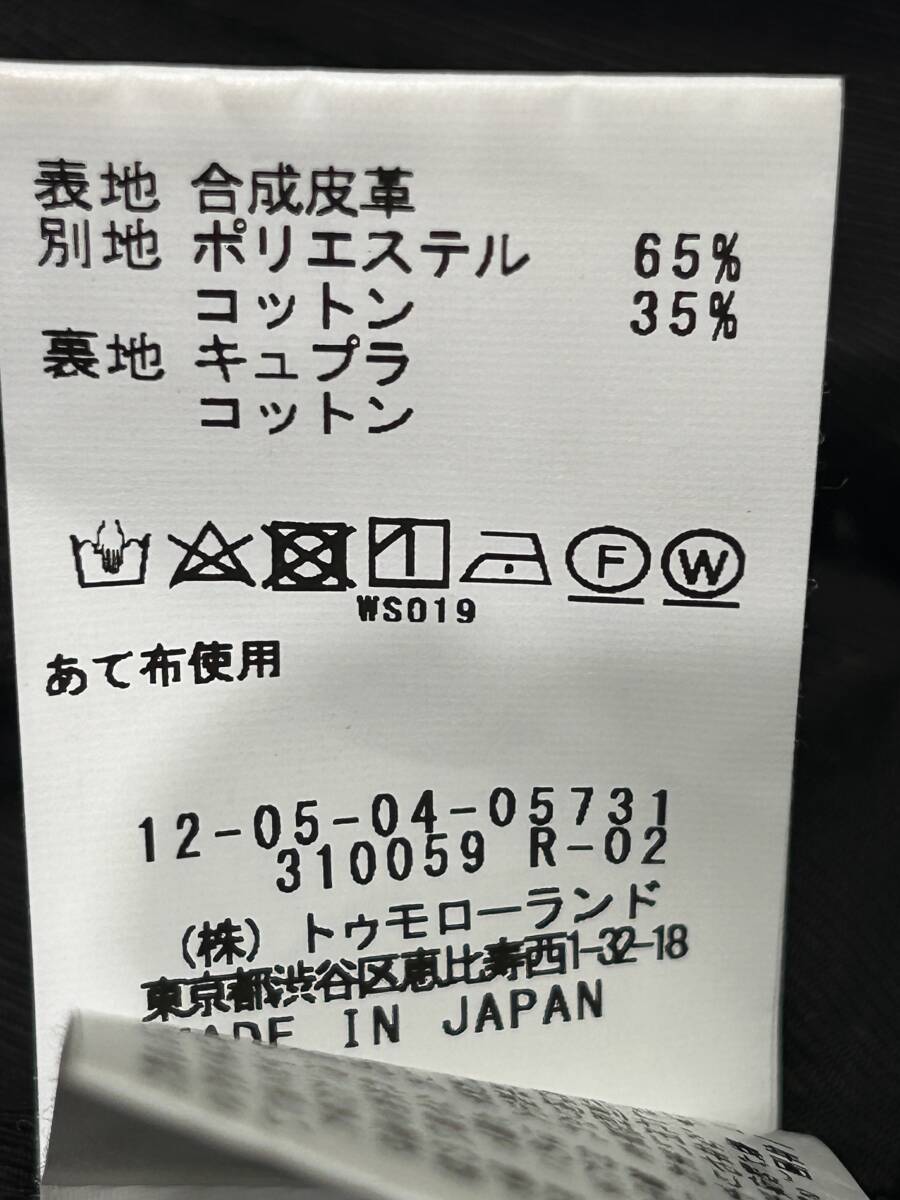 表地 合成皮革
別地 ポリエステル 65%
コットン 35%
裏地 キュプラ
コットン
F W
WS019
あて布使用
12-05-04-05731
310059 R-02
(株) トゥモローランド
東京都渋谷区恵比寿西1-32-18
MADE IN JAPAN